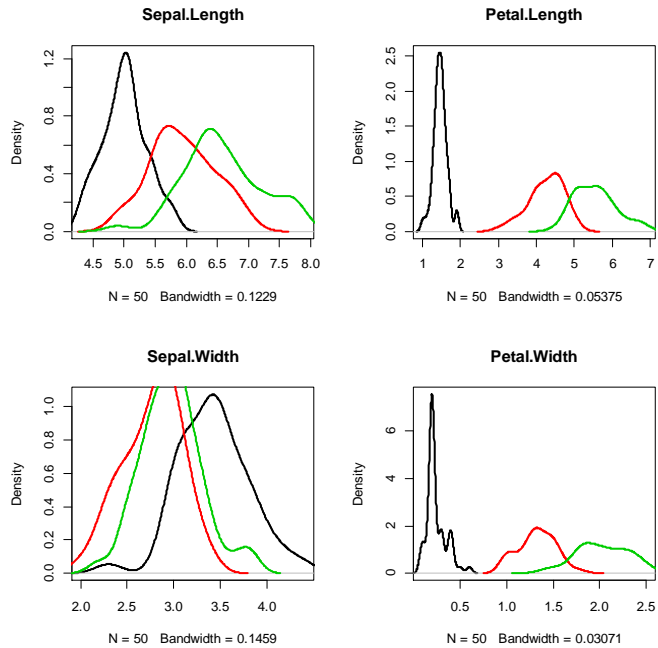 Sepal.Length
Density
0.0 0.4 0.8 1.2
4.5 5.0 5.5 6.0 6.5 7.0 7.5 8.0
N = 50 Bandwidth = 0.1229
Petal.Length
Density
0.0 0.5 1.0 1.5 2.0 2.5
1 2 3 4 5 6 7
N = 50 Bandwidth = 0.05375
Sepal.Width
Density
0.0 0.2 0.4 0.6 0.8 1.0
2.0 2.5 3.0 3.5 4.0
N = 50 Bandwidth = 0.1459
Petal.Width
Density
0 2 4 6
0.5 1.0 1.5 2.0 2.5
N = 50 Bandwidth = 0.03071